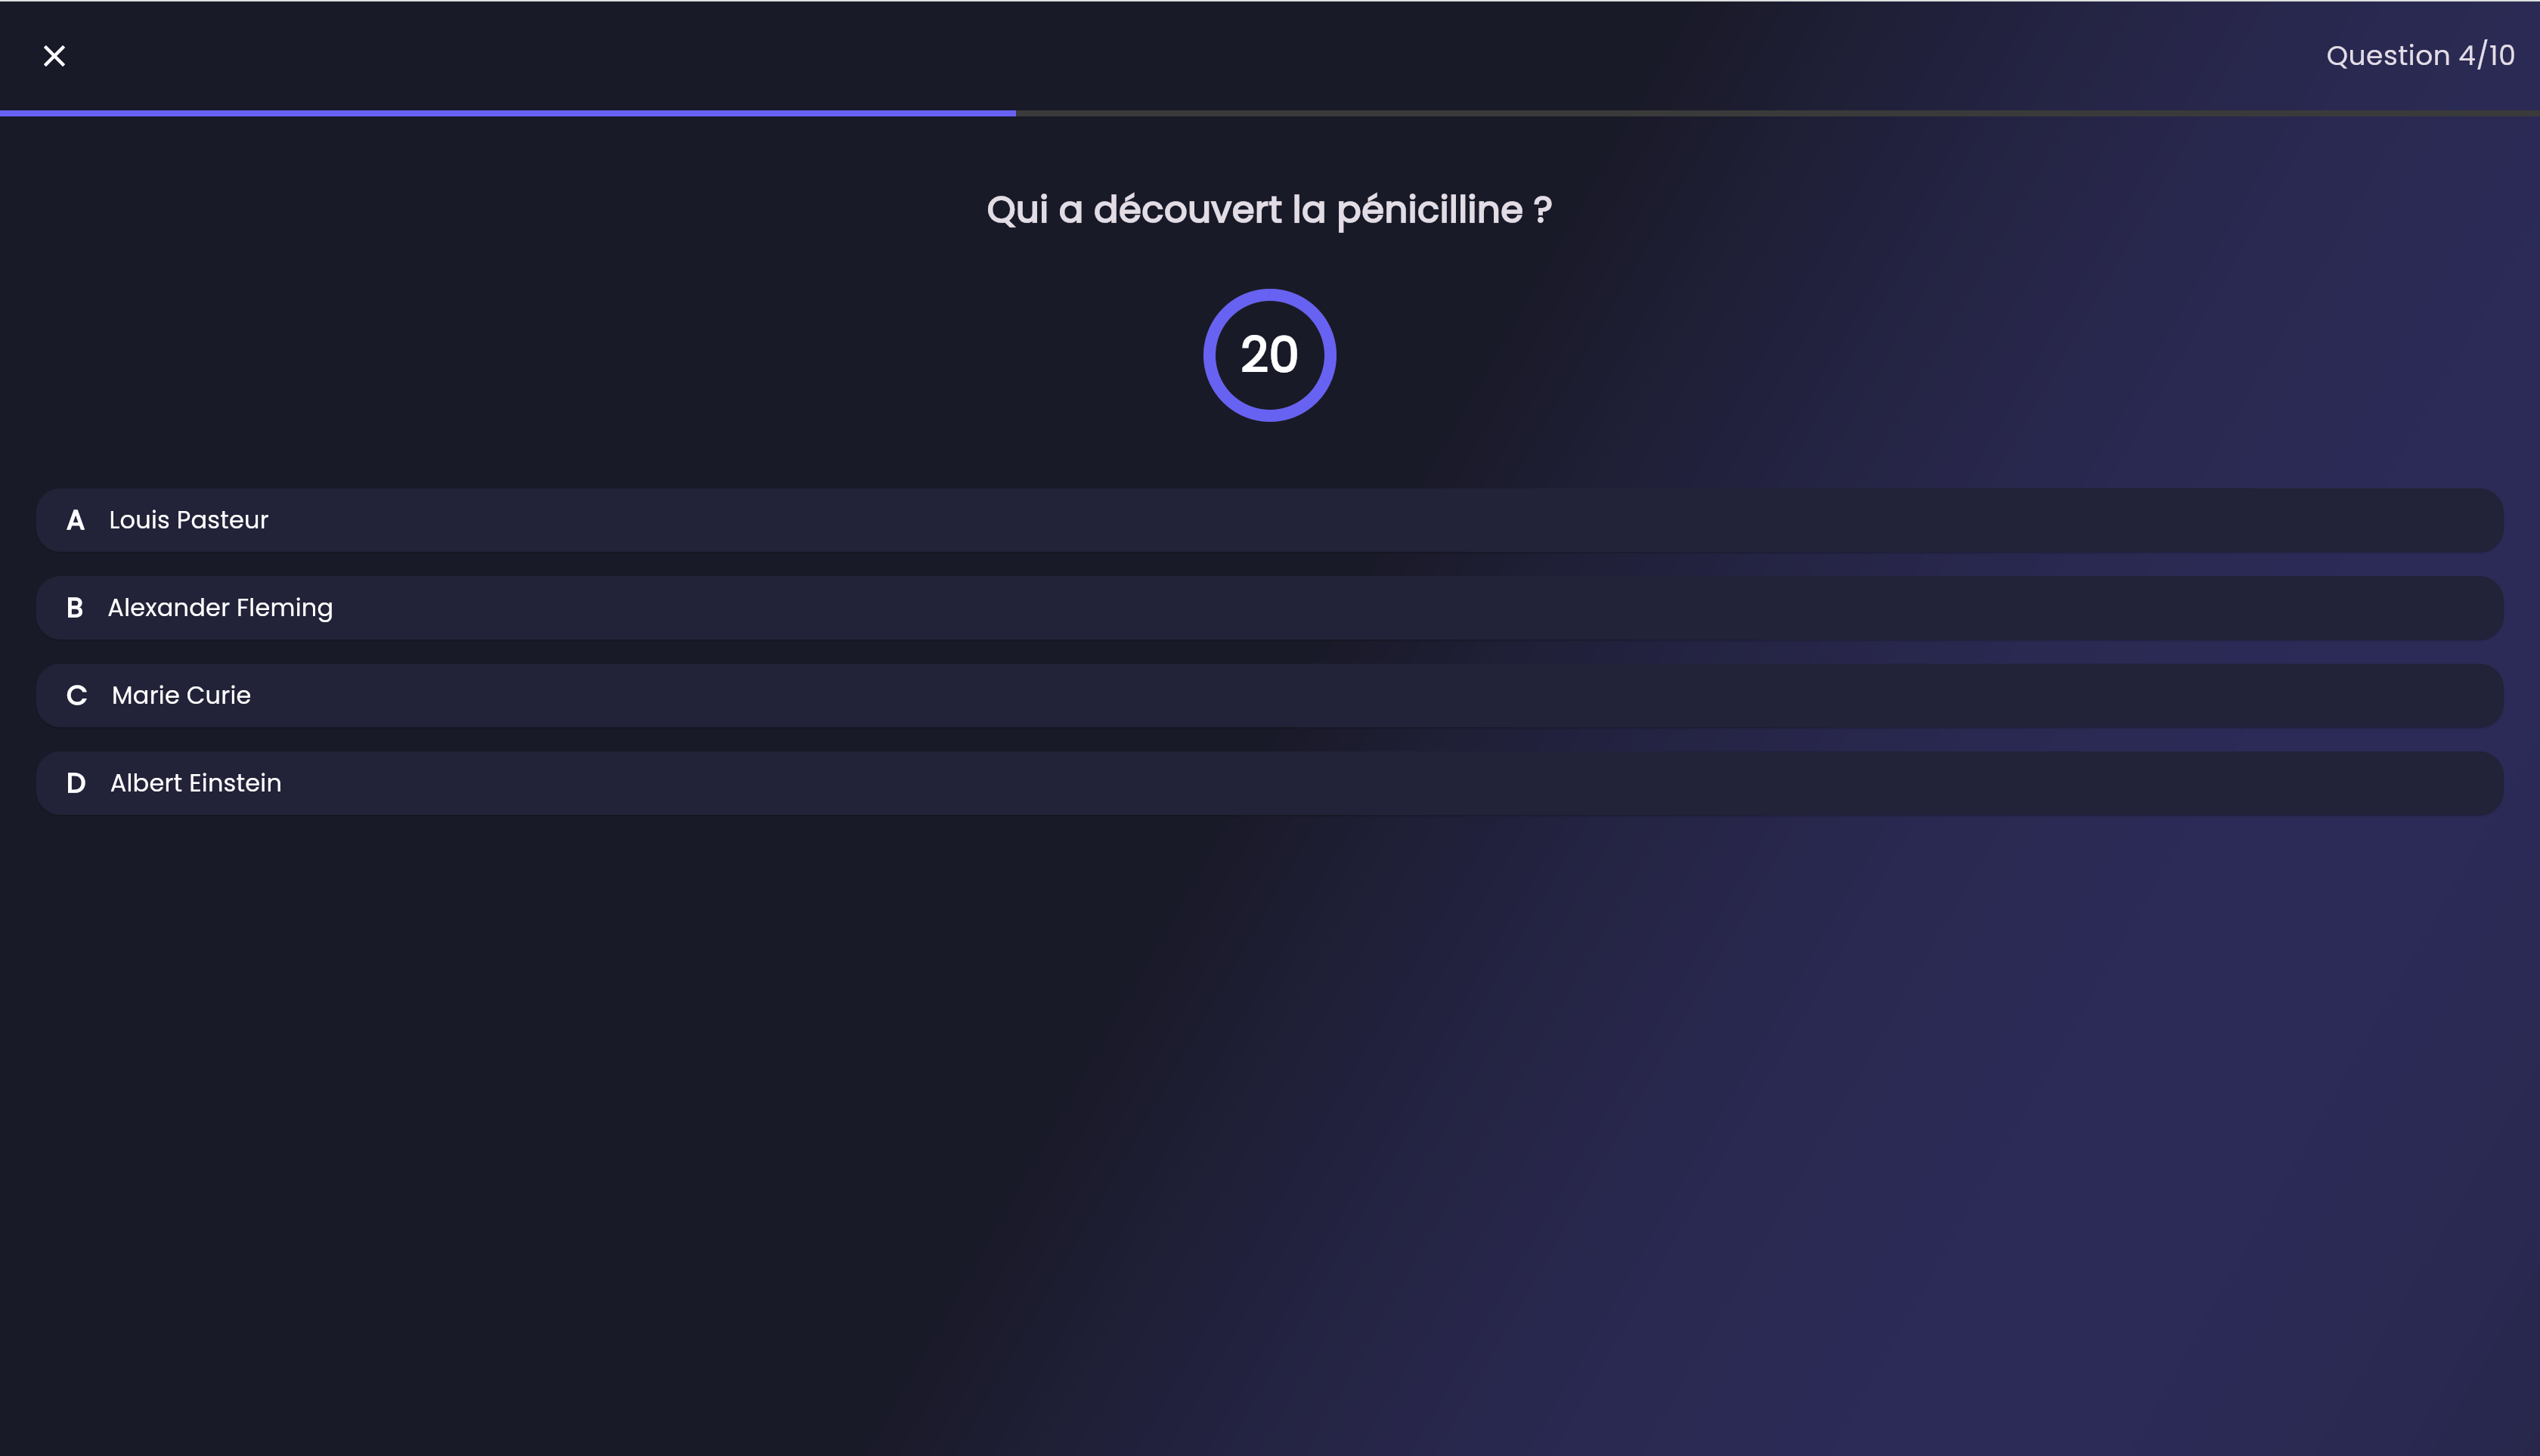 Question 4/10
Qui a découvert la pénicilline ?
20
A Louis Pasteur
B Alexander Fleming
C Marie Curie
D Albert Einstein